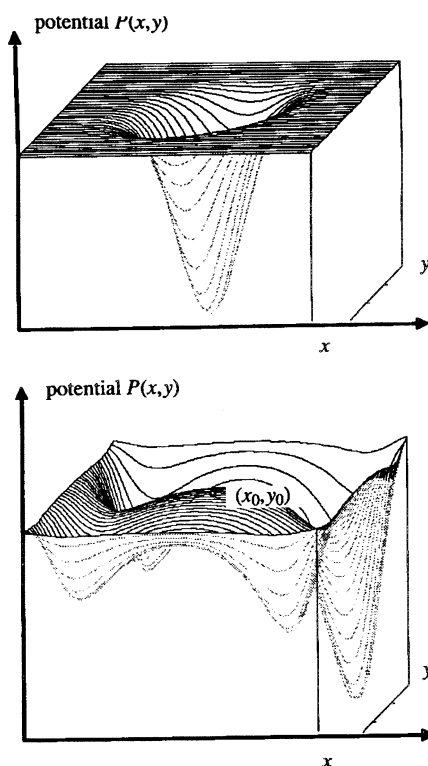 potential P(x,y)
y
x
potential P(x,y)
(x₀,y₀)
y
x